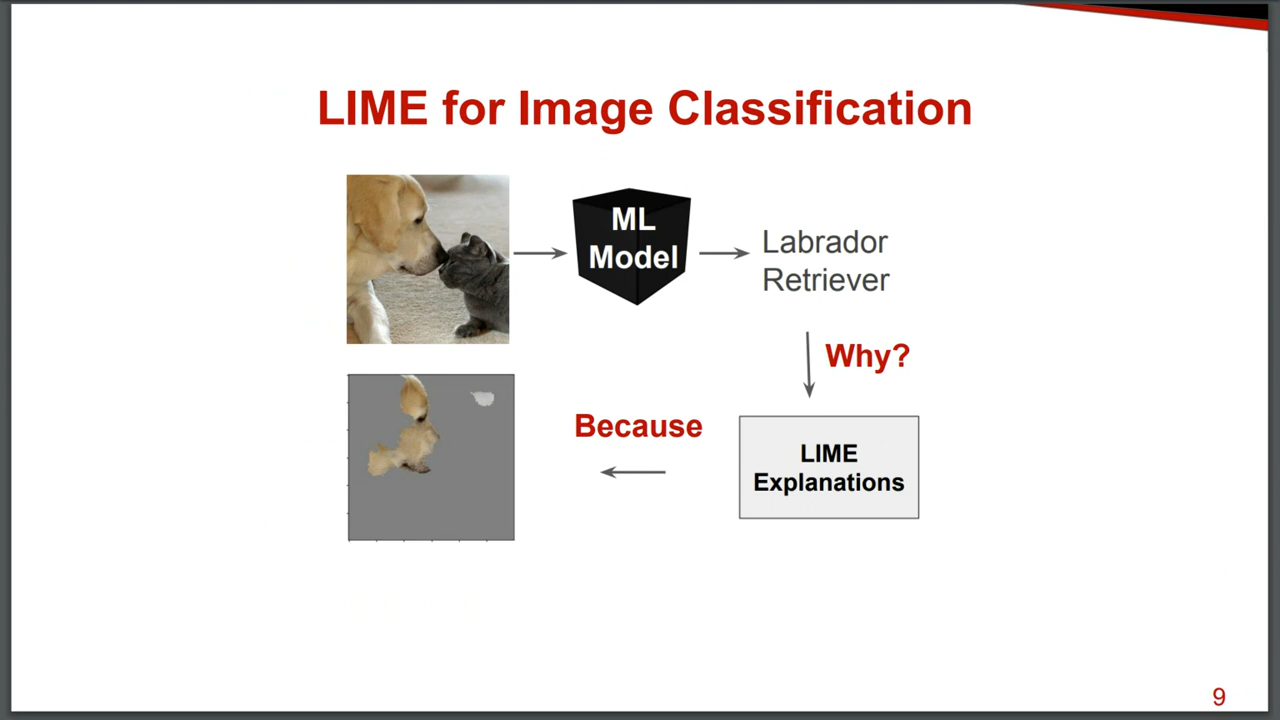 LIME for Image Classification
ML
Model
Labrador
Retriever
Why?
Because
LIME
Explanations
9